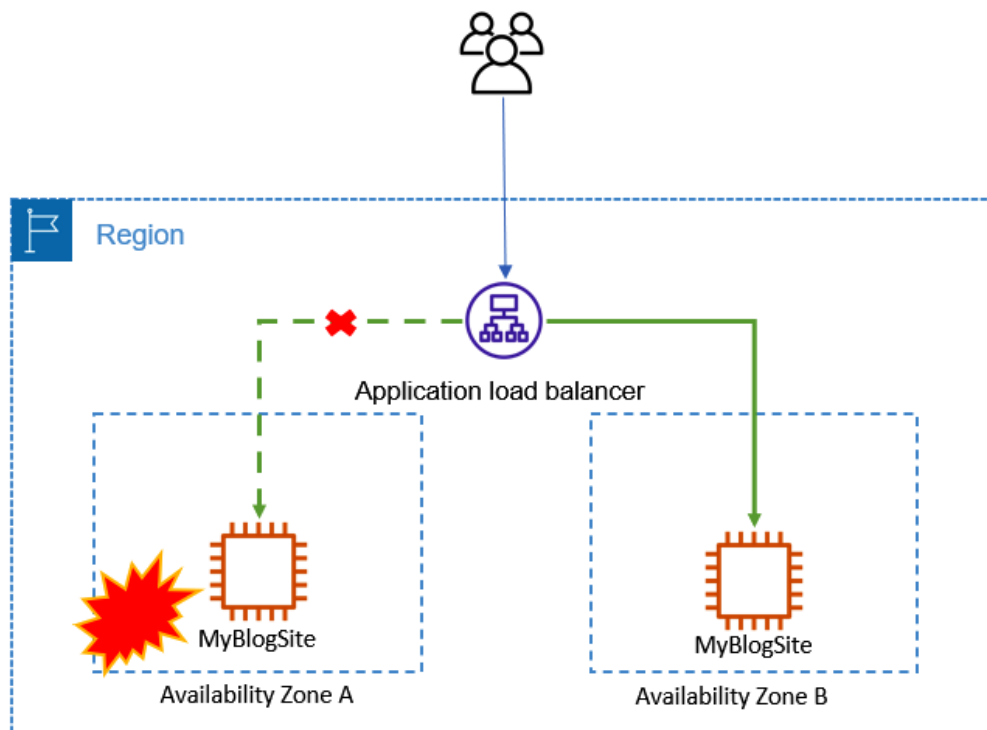 Region
Application load balancer
MyBlogSite
MyBlogSite
Availability Zone A
Availability Zone B